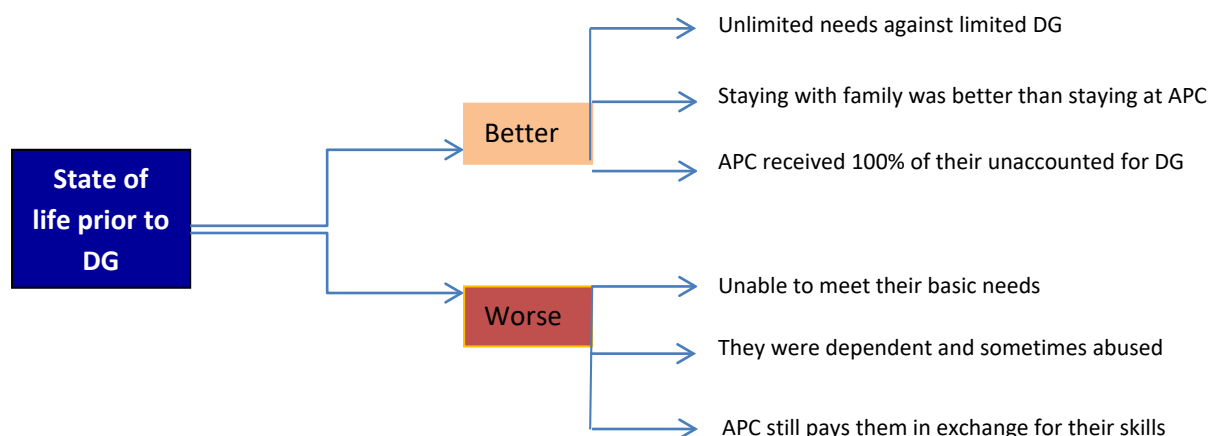 State of
life prior to
DG
Better
Unlimited needs against limited DG
Staying with family was better than staying at APC
APC received 100% of their unaccounted for DG
Worse
Unable to meet their basic needs
They were dependent and sometimes abused
APC still pays them in exchange for their skills